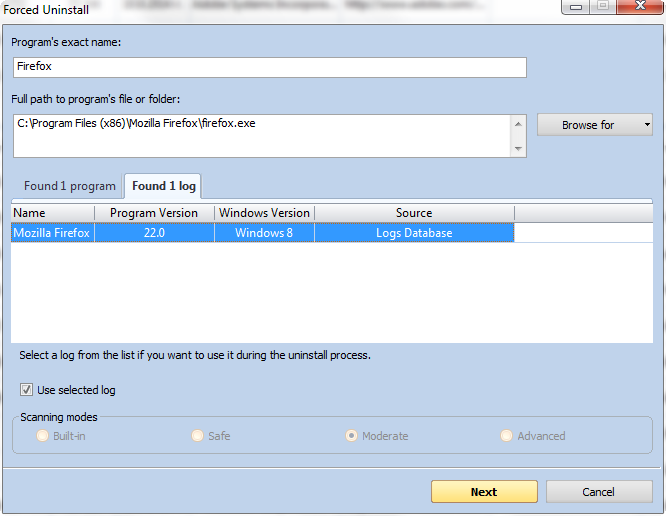 Forced Uninstall
Program's exact name:
Firefox
Full path to program's file or folder:
C:\Program Files (x86)\Mozilla Firefox\firefox.exe
Browse for
Found 1 program Found 1 log
Name Program Version Windows Version Source
Mozilla Firefox 22.0 Windows 8 Logs Database
Select a log from the list if you want to use it during the uninstall process.
Use selected log
Scanning modes
Built-in Safe Moderate Advanced
Next Cancel